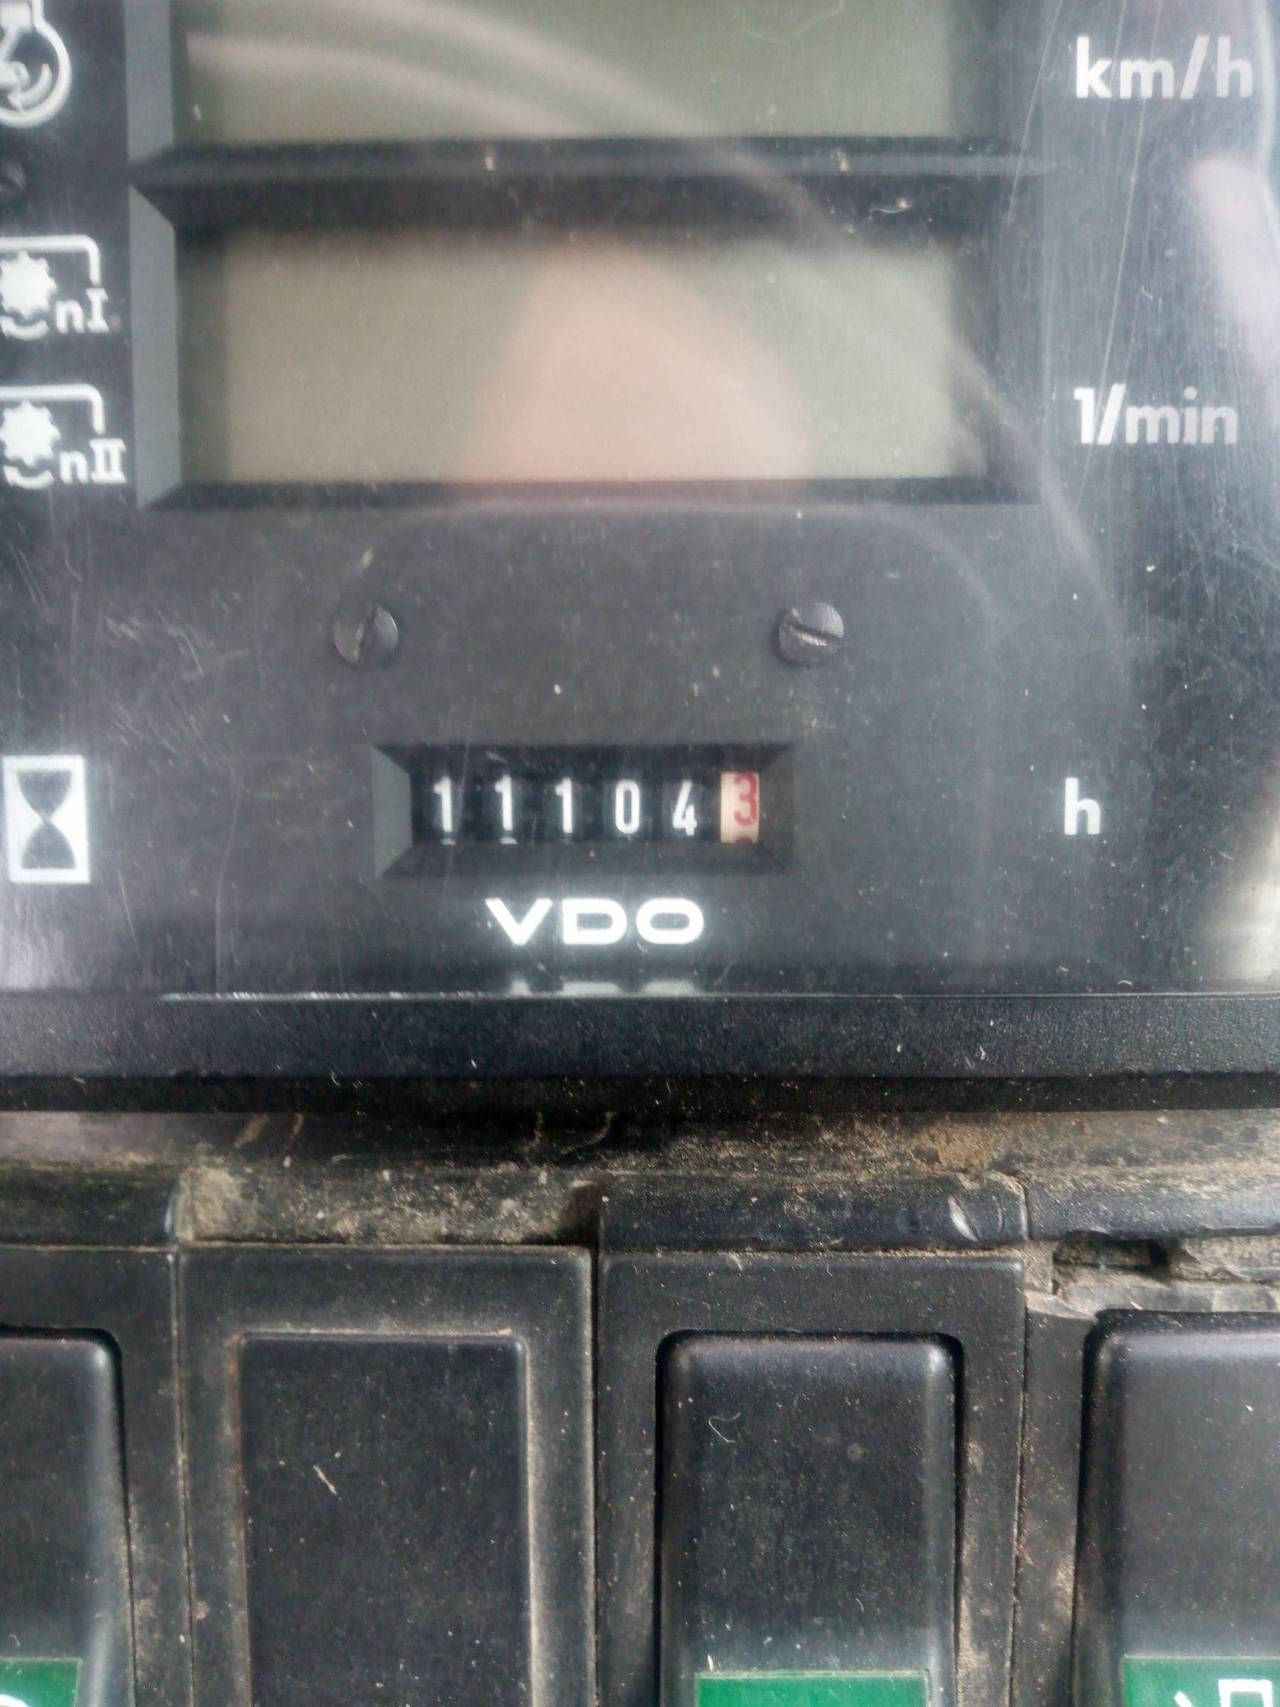 km/h
nI
1/min
nII
111043
h
VDO